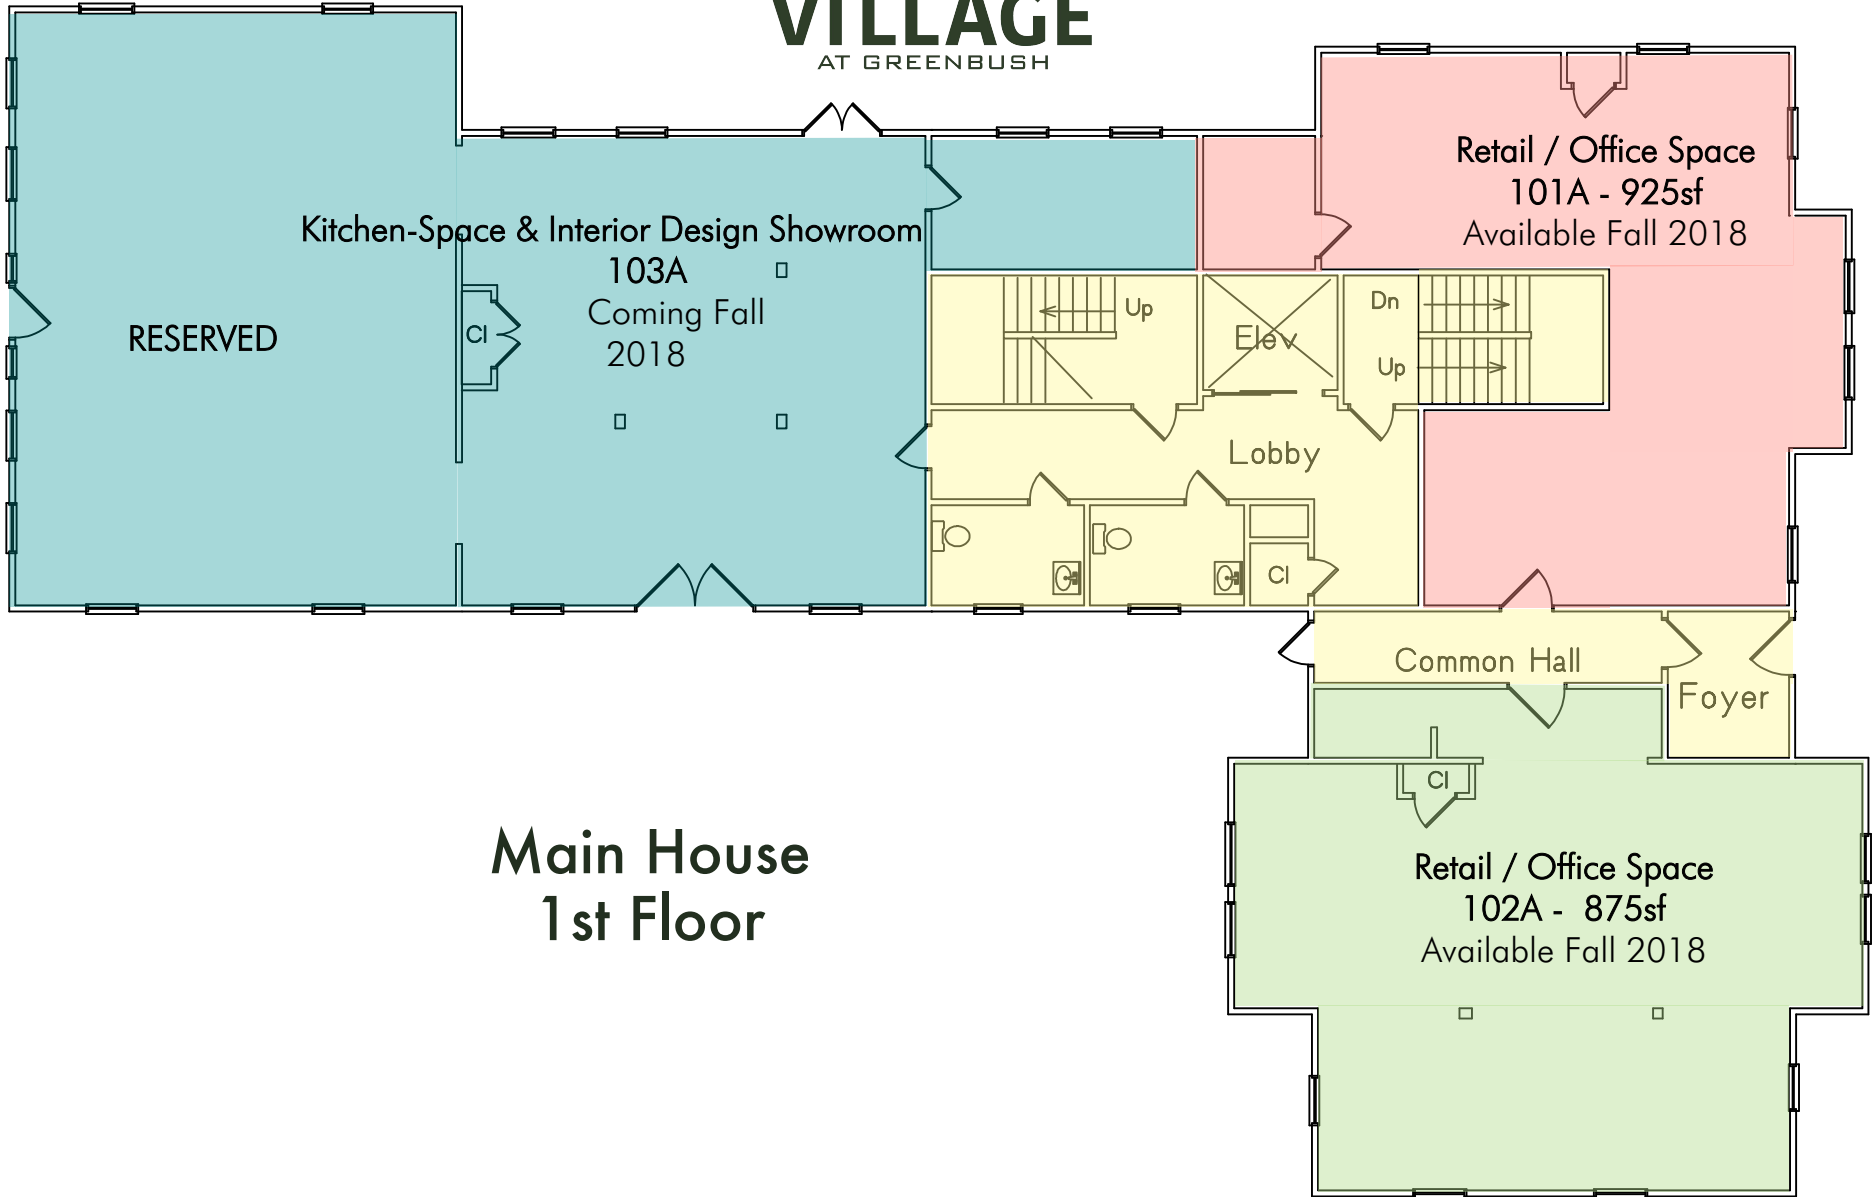 VILLAGE
AT GREENBUSH
Retail / Office Space
101A - 925sf
Available Fall 2018
Kitchen-Space & Interior Design Showroom
103A
Coming Fall
2018
RESERVED
Cl
Up
Elev
Dn
Up
Lobby
Cl
Common Hall
Foyer
Cl
Retail / Office Space
102A - 875sf
Available Fall 2018
Main House
1st Floor